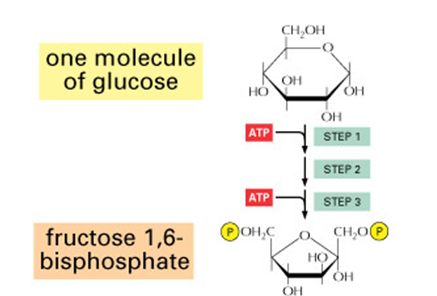 one molecule
of glucose
CH₂OH
O
OH
HO
OH
OH
ATP
STEP 1
STEP 2
ATP
STEP 3
fructose 1,6-
bisphosphate
P OH₂C
O
CH₂O P
HO
OH
OH